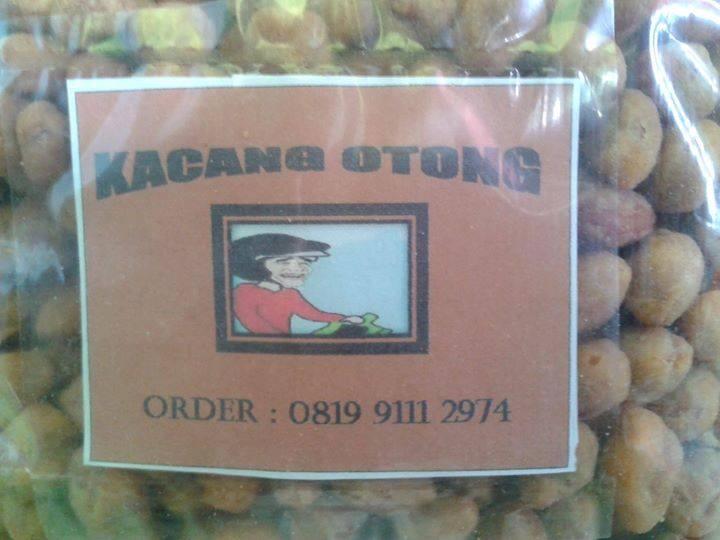 KACANG OTONG
ORDER : 0819 9111 2974